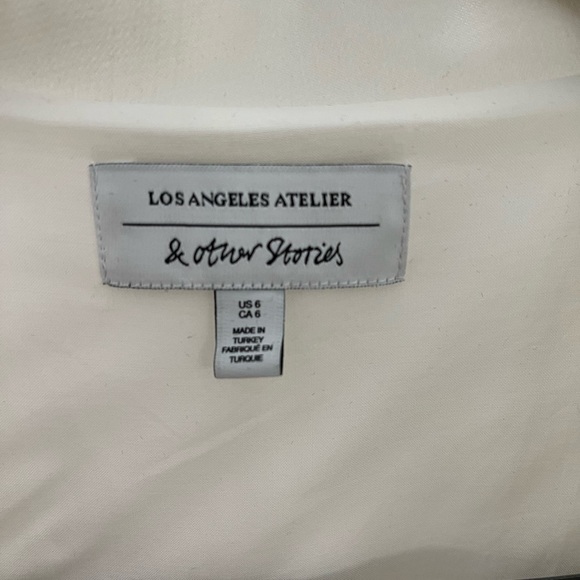 LOS ANGELES ATELIER
& other Stories
US 6
CA 6
MADE IN
TURKEY
FABRIQUÉ EN
TURQUIE